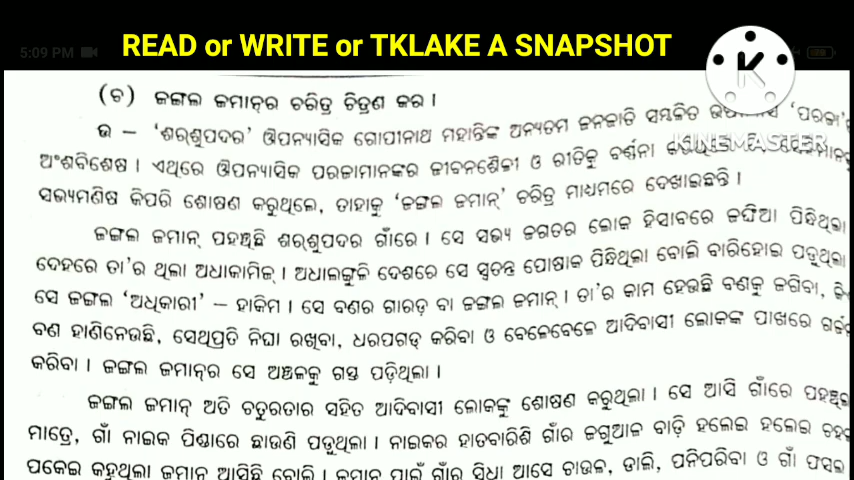 5:09 PM
READ or WRITE or TKLAKE A SNAPSHOT
K
KINEMASTER
(ଚ) ଜଙ୍ଗଲ ଜମାନ୍‌ର ଚରିତ୍ର ଚିତ୍ରଣ କର ।
ଉ – 'ଶର୍‌ଶୁପଦର' ଔପନ୍ୟାସିକ ଗୋପୀନାଥ ମହାନ୍ତିଙ୍କ ଅନ୍ୟତମ ଜନଜାତି ସମ୍ବଳିତ 'ପରଜା'
ଅଂଶବିଶେଷ । ଏଥିରେ ଔପନ୍ୟାସିକ ପରଜାମାନଙ୍କର ଜୀବନଶୈଳୀ ଓ ରୀତିକୁ ବର୍ଣ୍ଣନା
ସଭ୍ୟମଣିଷ କିପରି ଶୋଷଣ କରୁଥିଲେ, ତାହାକୁ 'ଜଙ୍ଗଲ ଜମାନ୍' ଚରିତ୍ର ମାଧ୍ୟମରେ ଦେଖାଇଛନ୍ତି ।
ଜଙ୍ଗଲ ଜମାନ୍ ପହଞ୍ଚିଛି ଶର୍‌ଶୁପଦର ଗାଁରେ । ସେ ସଭ୍ୟ ଜଗତର ଲୋକ ହିସାବରେ ଜଙ୍ଘିଆ ପିନ୍ଧିଥିଲା
ଦେହରେ ତା'ର ଥିଲା ଅଧାକାମିଜ୍ । ଅଧାଲଙ୍ଗୁଳି ଦେଶରେ ସେ ସ୍ୱତନ୍ତ ପୋଷାକ ପିନ୍ଧିଥିଲା ବୋଲି ବାରିହୋଇ ପଡୁଥିଲା
ସେ ଜଙ୍ଗଲ 'ଅଧିକାରୀ' – ହାକିମ । ସେ ବଣର ଗାରଡ଼ ବା ଜଙ୍ଗଲ ଜମାନ୍ । ତା'ର କାମ ହେଉଛି ବଣକୁ ଜଗିବା,
ବଣ ହାଣିନେଉଛି, ସେଥିପ୍ରତି ନିଘା ରଖିବା, ଧରପଗଡ଼ କରିବା ଓ ବେଳେବେଳେ ଆଦିବାସୀ ଲୋକଙ୍କ ପାଖରେ
କରିବା । ଜଙ୍ଗଲ ଜମାନ୍‌ର ସେ ଅଞ୍ଚଳକୁ ଗସ୍ତ ପଡ଼ିଥିଲା ।
ଜଙ୍ଗଲ ଜମାନ୍ ଅତି ଚତୁରତାର ସହିତ ଆଦିବାସୀ ଲୋକଙ୍କୁ ଶୋଷଣ କରୁଥିଲା । ସେ ଆସି ଗାଁରେ
ମାତ୍ରେ, ଗାଁ ନାଇକ ପିଣ୍ଡାରେ ଛାଉଣି ପଡୁଥିଲା । ନାଇକର ହାତବାରିଶି ଗାଁର ଜଗୁଆଳ ବାଡ଼ି ହଲେଇ ହଲେଇ
ପକେଇ କହୁଥିଲା ଜମାନ୍ ଆସିଛି ବୋଲି । ଜମାନ୍ ପାଇଁ ଗାଁର ସିଧା ଆସେ ଚାଉଳ, ଡାଲି, ପନିପରିବା ଓ ଗାଁ ଫସଲ